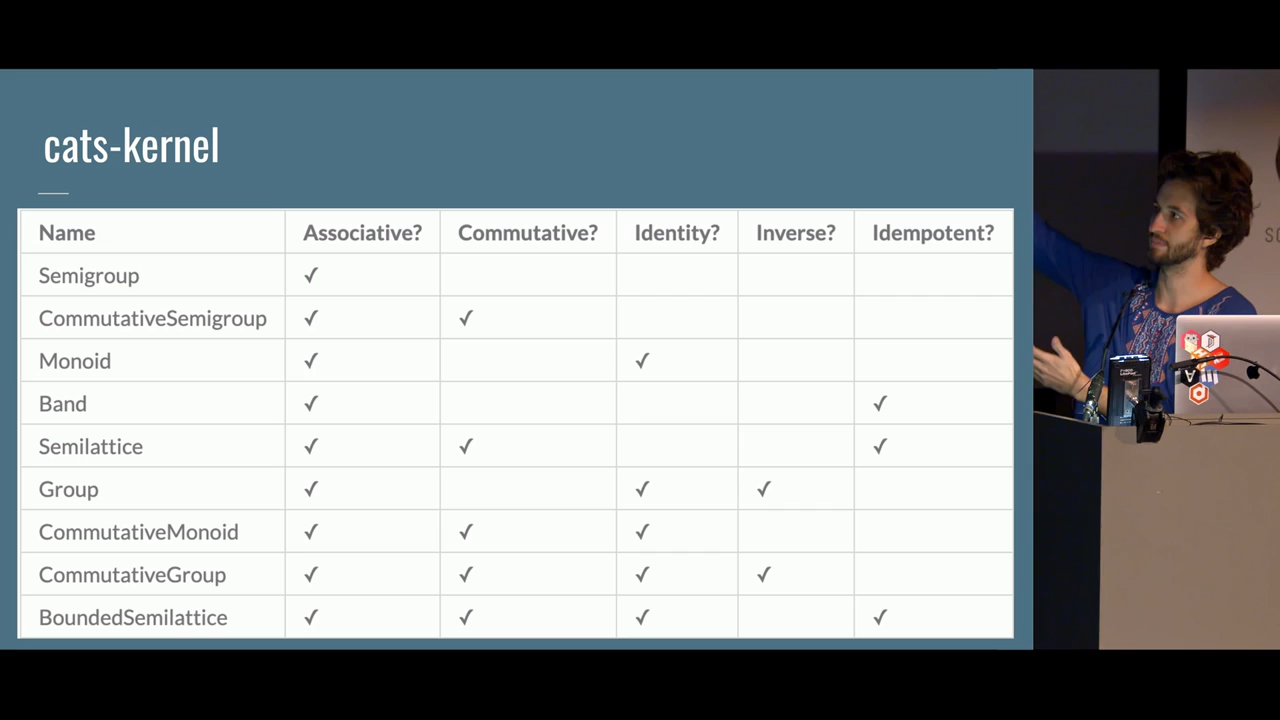 cats-kernel
Name Associative? Commutative? Identity? Inverse? Idempotent?
Semigroup ✓
CommutativeSemigroup ✓ ✓
Monoid ✓ ✓
Band ✓ ✓
Semilattice ✓ ✓ ✓
Group ✓ ✓ ✓
CommutativeMonoid ✓ ✓ ✓
CommutativeGroup ✓ ✓ ✓ ✓
BoundedSemilattice ✓ ✓ ✓ ✓